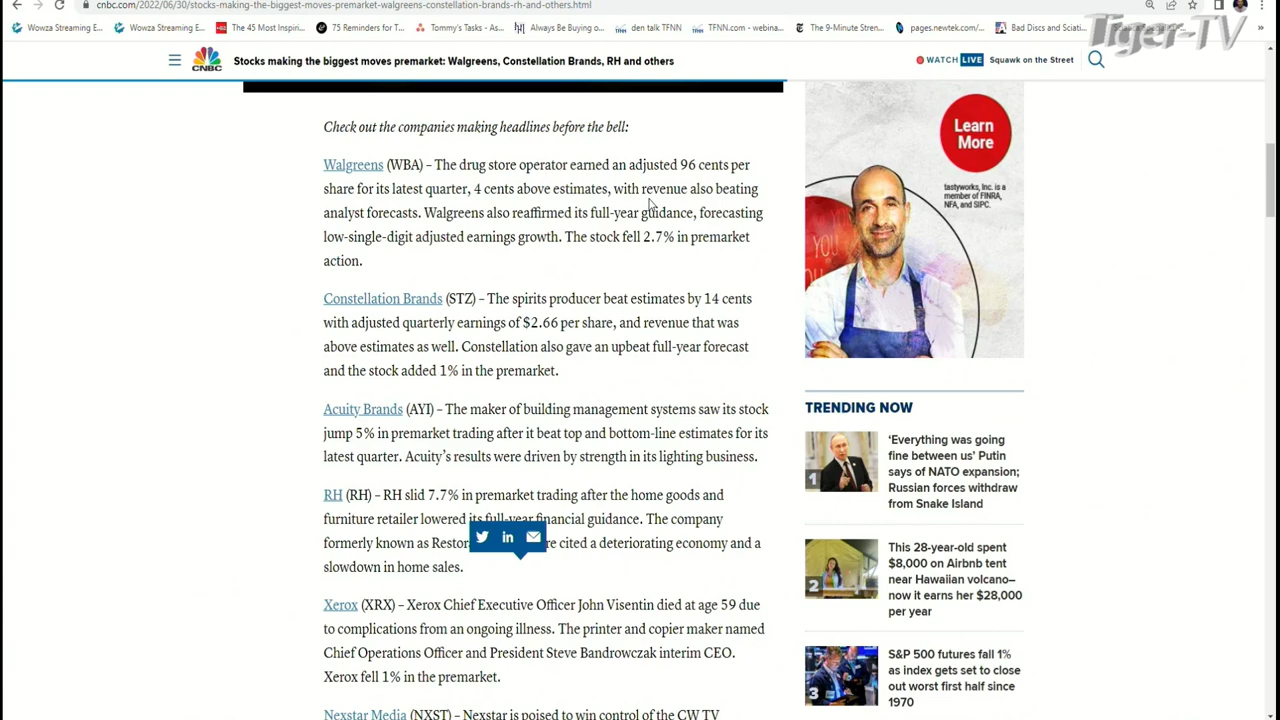 cnbc.com/2022/06/30/stocks-making-the-biggest-moves-premarket-walgreens-constellation-brands-rh-and-others.html
Wowza Streaming E...
Wowza Streaming E...
The 45 Most Inspiri...
75 Reminders for T...
Tommy's Tasks - As...
Always Be Buying o...
den talk TFNN
TFNN.com - webina...
The 9-Minute Stren...
pages.newtek.com/...
Bad Discs and Sciati...
Tiger-TV
CNBC
Stocks making the biggest moves premarket: Walgreens, Constellation Brands, RH and others
WATCH LIVE Squawk on the Street
Check out the companies making headlines before the bell:
Walgreens (WBA) – The drug store operator earned an adjusted 96 cents per
share for its latest quarter, 4 cents above estimates, with revenue also beating
analyst forecasts. Walgreens also reaffirmed its full-year guidance, forecasting
low-single-digit adjusted earnings growth. The stock fell 2.7% in premarket
action.
Constellation Brands (STZ) – The spirits producer beat estimates by 14 cents
with adjusted quarterly earnings of $2.66 per share, and revenue that was
above estimates as well. Constellation also gave an upbeat full-year forecast
and the stock added 1% in the premarket.
Acuity Brands (AYI) – The maker of building management systems saw its stock
jump 5% in premarket trading after it beat top and bottom-line estimates for its
latest quarter. Acuity's results were driven by strength in its lighting business.
RH (RH) – RH slid 7.7% in premarket trading after the home goods and
furniture retailer lowered its full-year financial guidance. The company
formerly known as Restor re cited a deteriorating economy and a
slowdown in home sales.
Xerox (XRX) – Xerox Chief Executive Officer John Visentin died at age 59 due
to complications from an ongoing illness. The printer and copier maker named
Chief Operations Officer and President Steve Bandrowczak interim CEO.
Xerox fell 1% in the premarket.
Nexstar Media (NXST) – Nexstar is poised to win control of the CW TV
Learn
More
tastyworks, Inc. is a
member of FINRA,
NFA, and SIPC.
YOU
YOU
TRENDING NOW
1
'Everything was going
fine between us' Putin
says of NATO expansion;
Russian forces withdraw
from Snake Island
2
This 28-year-old spent
$8,000 on Airbnb tent
near Hawaiian volcano–
now it earns her $28,000
per year
3
S&P 500 futures fall 1%
as index gets set to close
out worst first half since
1970